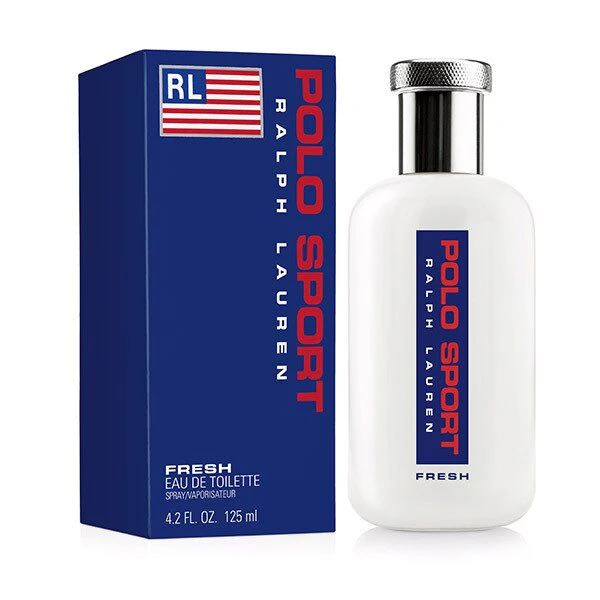 RL
POLO SPORT
RALPH LAUREN
FRESH
EAU DE TOILETTE
SPRAY/VAPORISATEUR
4.2 FL. OZ. 125 ml
POLO SPORT
RALPH LAUREN
FRESH